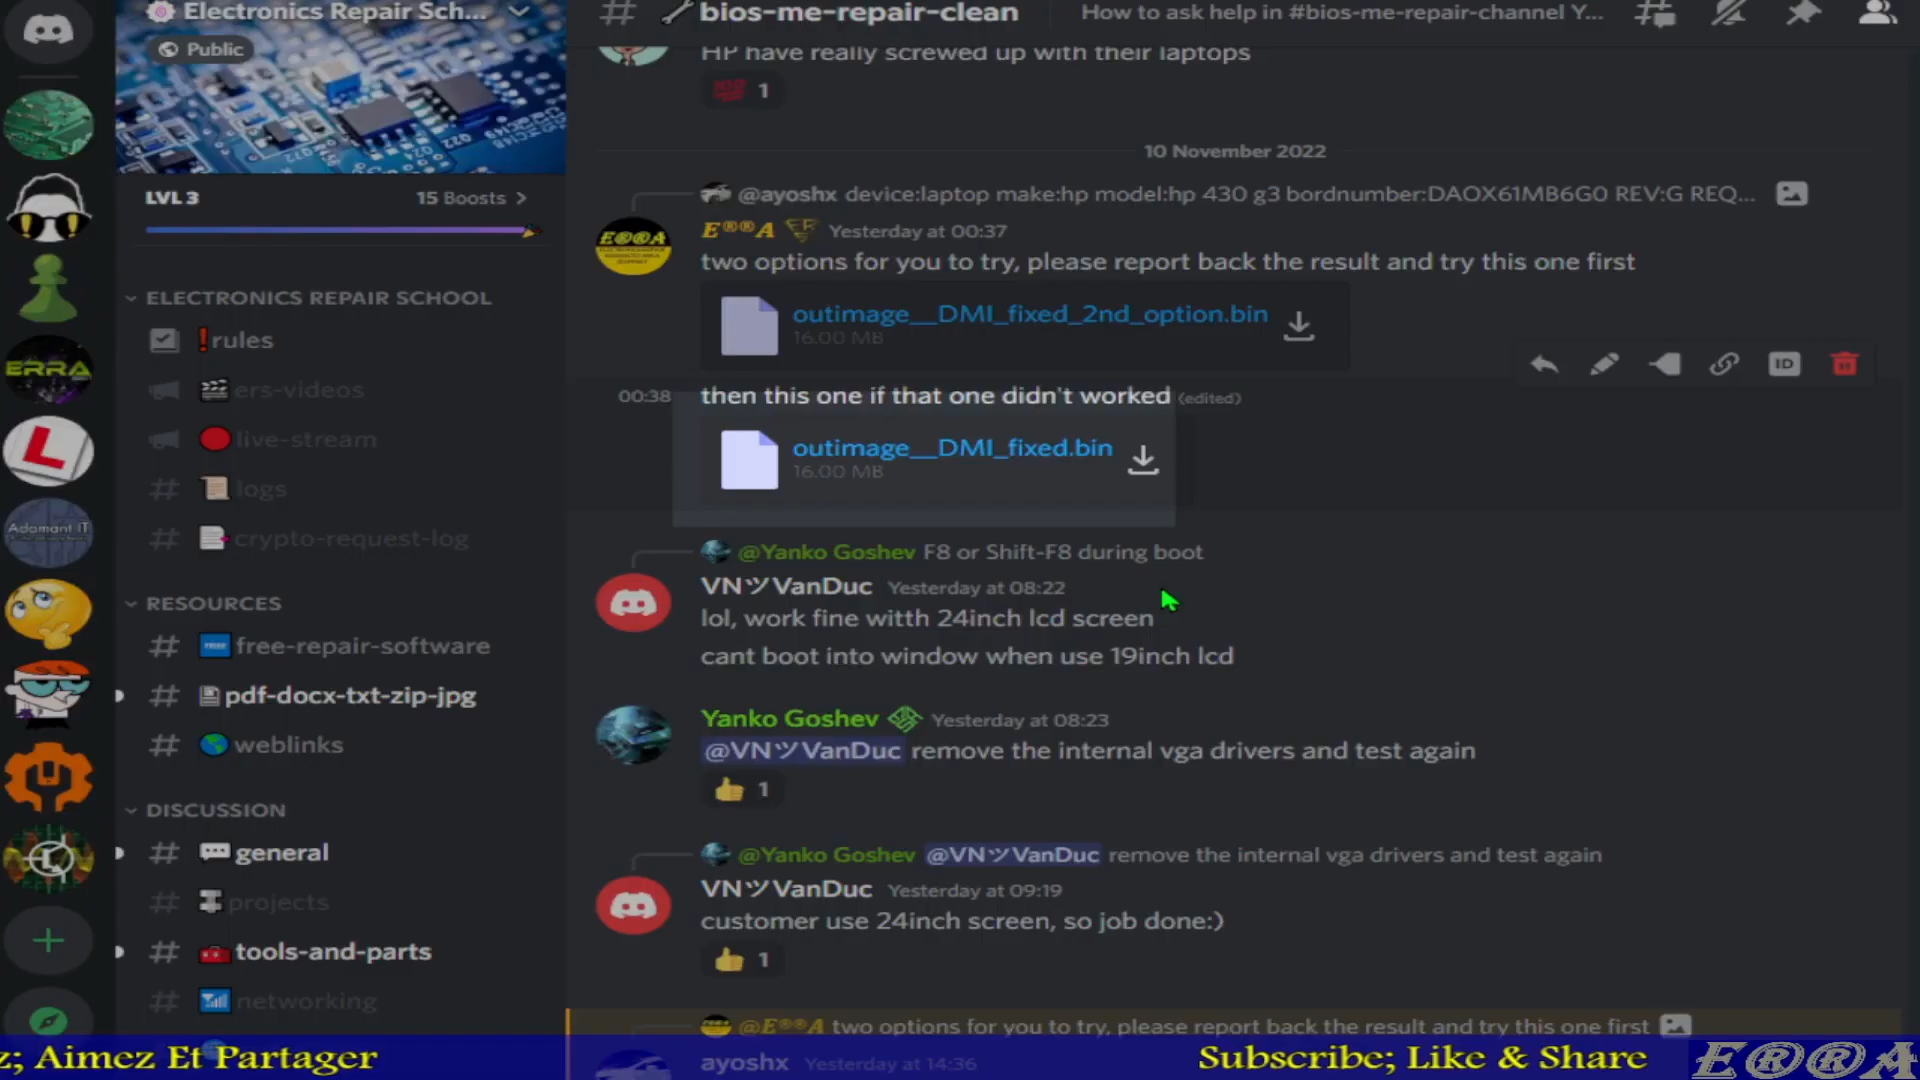 Electronics Repair Sch...
Public
LVL 3
15 Boosts
ELECTRONICS REPAIR SCHOOL
rules
ers-videos
live-stream
logs
crypto-request-log
RESOURCES
free-repair-software
pdf-docx-txt-zip-jpg
weblinks
DISCUSSION
general
projects
tools-and-parts
networking
ERRA
L
Adamant IT
bios-me-repair-clean
How to ask help in #bios-me-repair-channel Y...
HP have really screwed up with their laptops
1
10 November 2022
@ayoshx device:laptop make:hp model:hp 430 g3 bordnumber:DAOX61MB6G0 REV:G REQ...
E®®A Yesterday at 00:37
two options for you to try, please report back the result and try this one first
outimage__DMI_fixed_2nd_option.bin
16.00 MB
ID
00:38 then this one if that one didn't worked (edited)
outimage__DMI_fixed.bin
16.00 MB
@Yanko Goshev F8 or Shift-F8 during boot
VNツVanDuc Yesterday at 08:22
lol, work fine witth 24inch lcd screen
cant boot into window when use 19inch lcd
Yanko Goshev Yesterday at 08:23
@VNツVanDuc remove the internal vga drivers and test again
1
@Yanko Goshev @VNツVanDuc remove the internal vga drivers and test again
VNツVanDuc Yesterday at 09:19
customer use 24inch screen, so job done:)
1
@E®®A two options for you to try, please report back the result and try this one first
ayoshx Yesterday at 14:36
z; Aimez Et Partager
Subscribe; Like & Share
E®®A